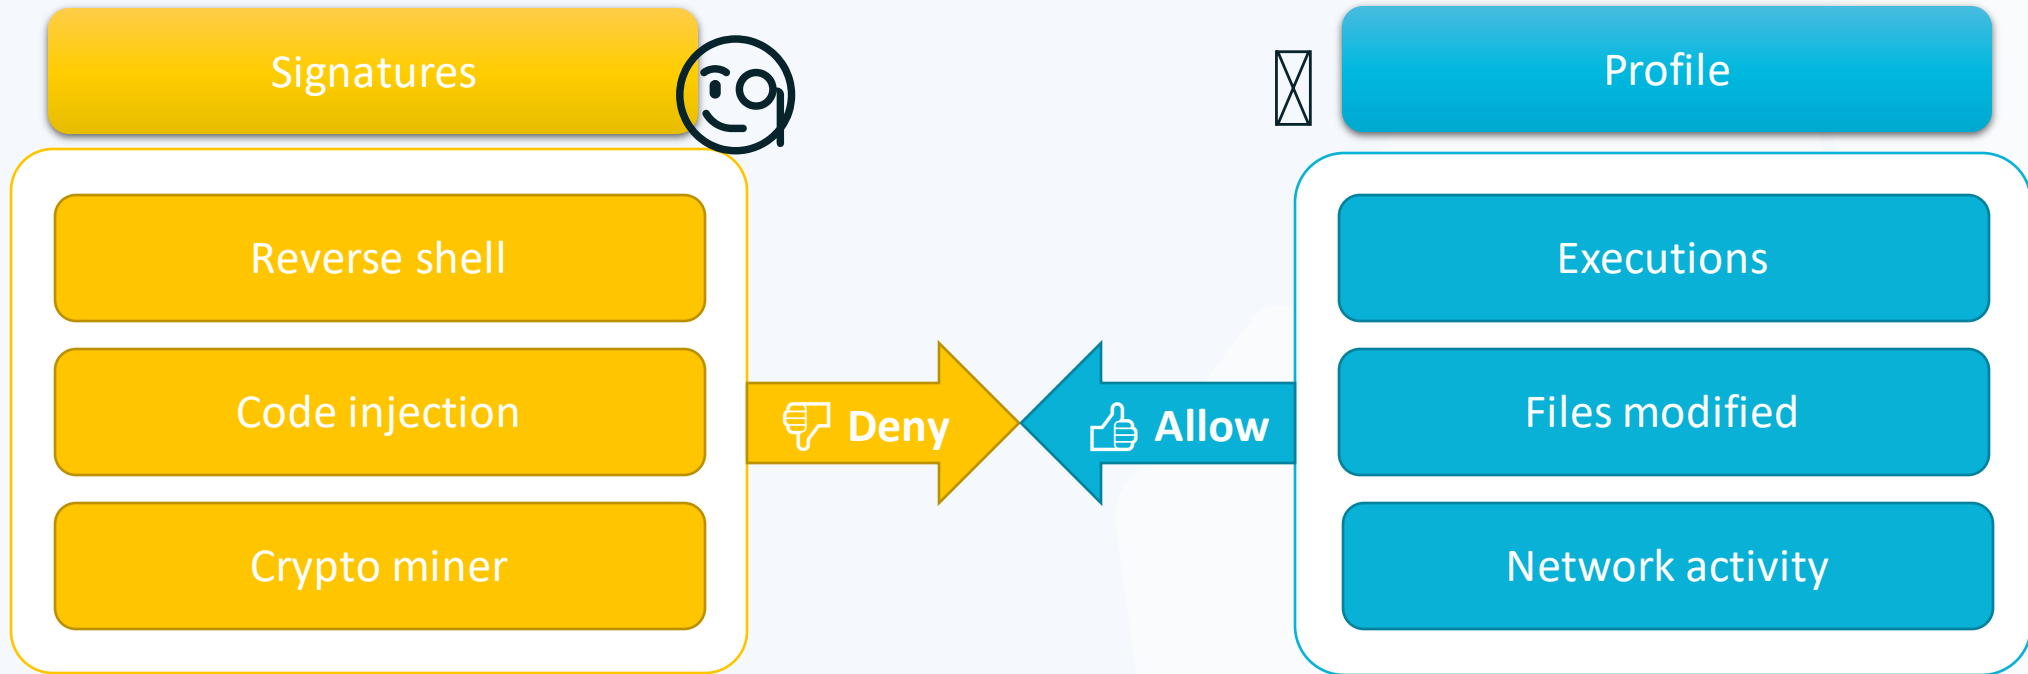 Signatures
Reverse shell
Code injection
Crypto miner
Deny
Allow
Profile
Executions
Files modified
Network activity